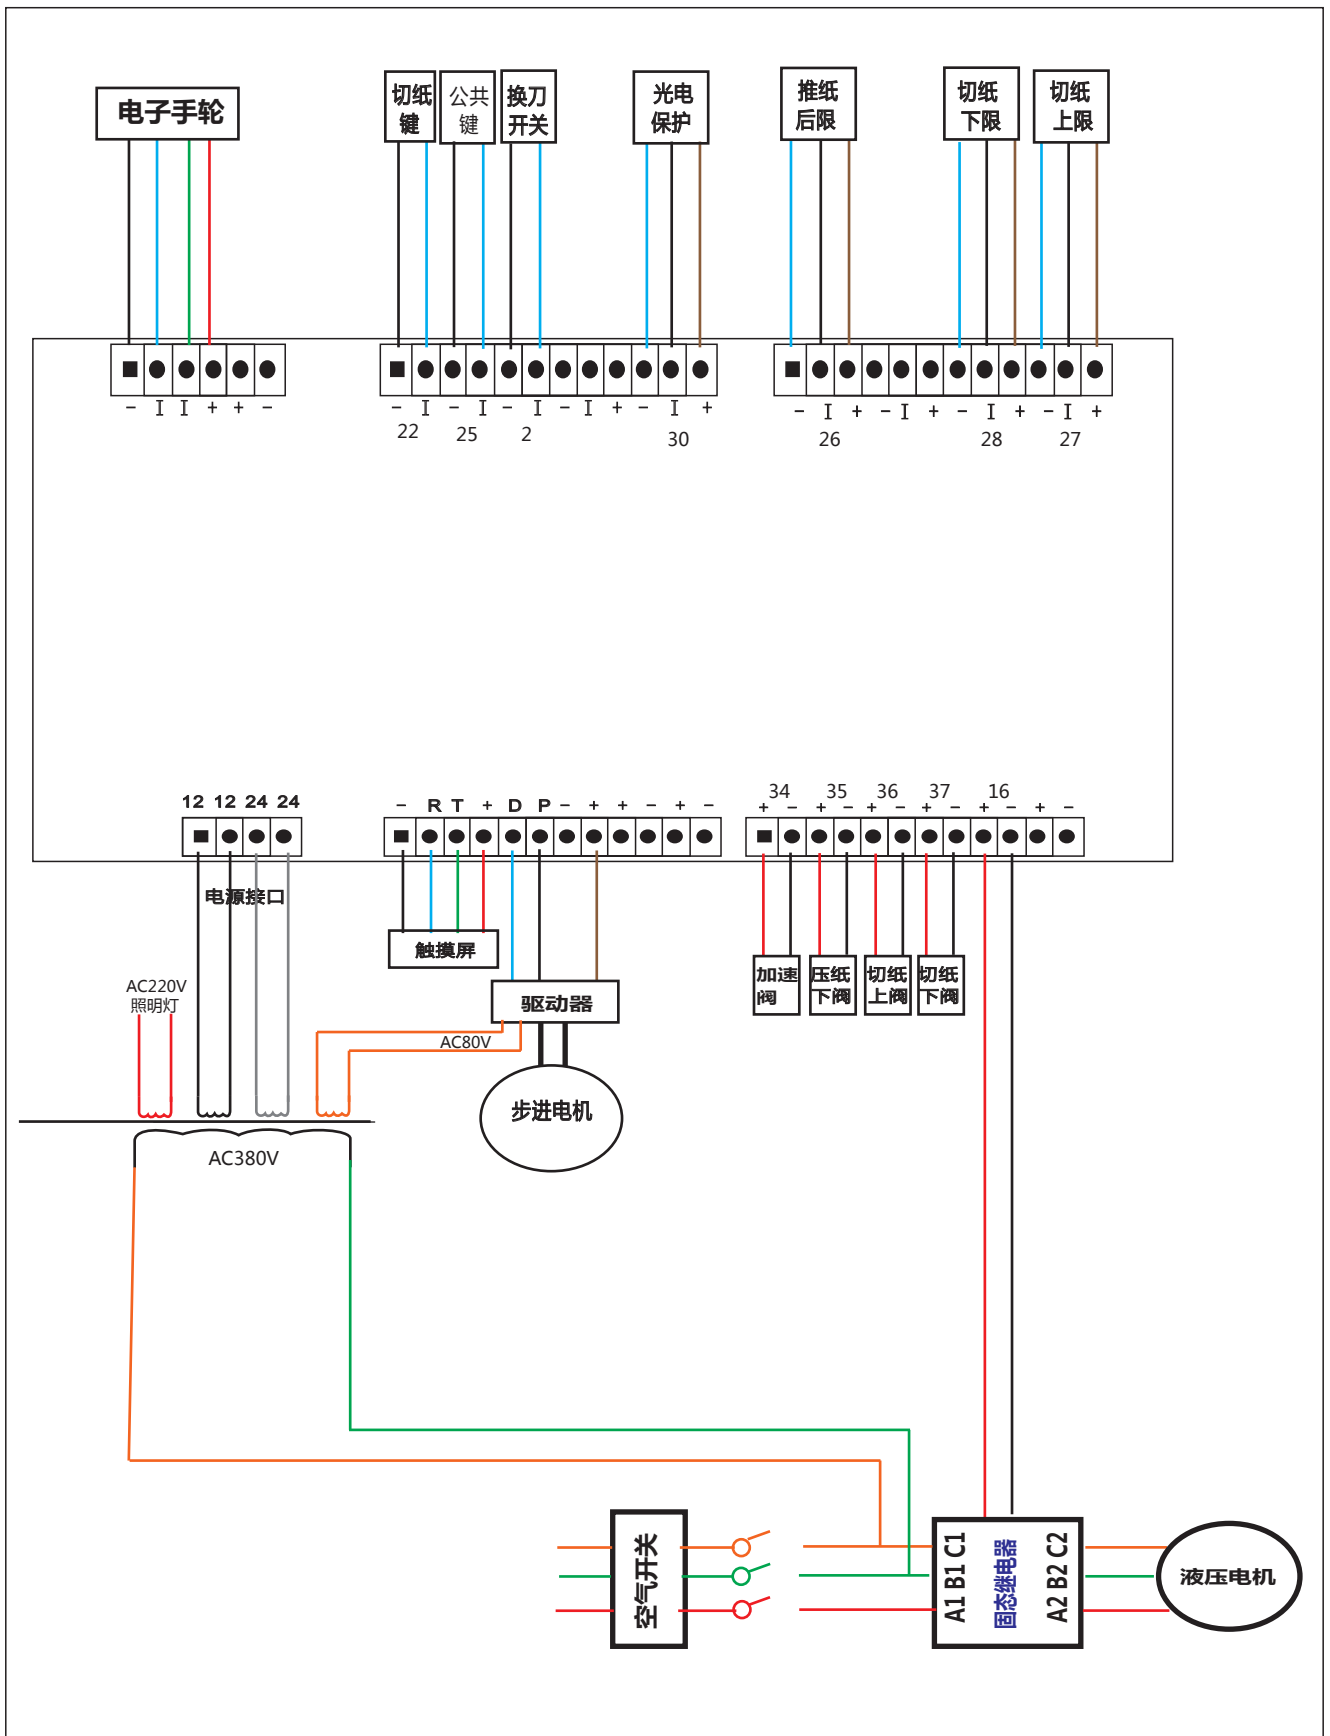 电子手轮
切纸
键
公共
键
换刀
开关
光电
保护
推纸
后限
切纸
下限
切纸
上限
- I I + + -
- I - I - I - I + - I +
- I + - I + - I + - I +
22 25 2 30
26 28 27
12 12 24 24
- R T + D P - + + - + -
34 35 36 37 16
+ - + - + - + - + - + -
电源接口
触摸屏
驱动器
加速
阀
压纸
下阀
切纸
上阀
切纸
下阀
AC220V
照明灯
AC80V
步进电机
AC380V
空气开关
A1 B1 C1
固态继电器
A2 B2 C2
液压电机